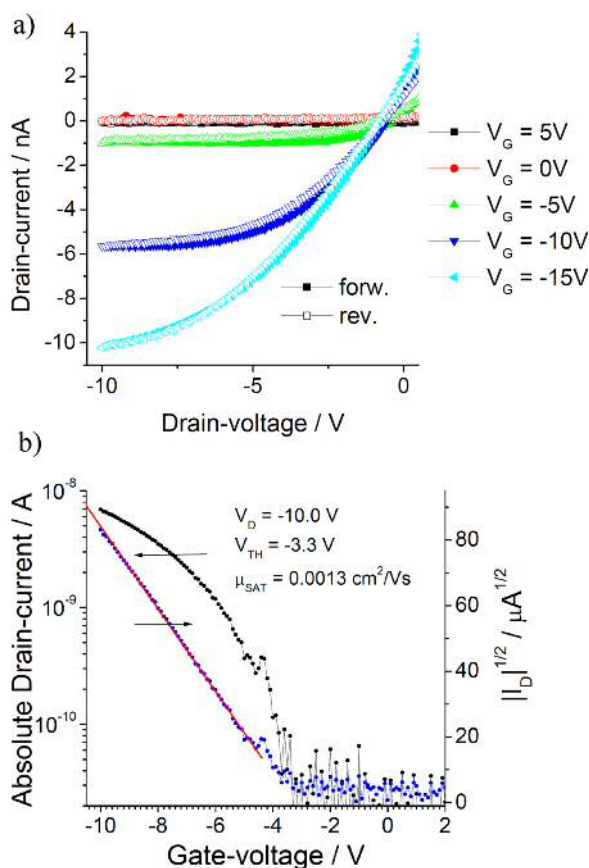 a)
4
2
0
-2
-4
-6
-8
-10
Drain-current / nA
-10
-5
0
Drain-voltage / V
V_G = 5V
V_G = 0V
V_G = -5V
V_G = -10V
V_G = -15V
forw.
rev.
b)
10^-8
10^-9
10^-10
Absolute Drain-current / A
V_D = -10.0 V
V_TH = -3.3 V
μ_SAT = 0.0013 cm²/Vs
80
60
40
20
0
|I_D|^1/2 / μA^1/2
-10
-8
-6
-4
-2
0
2
Gate-voltage / V